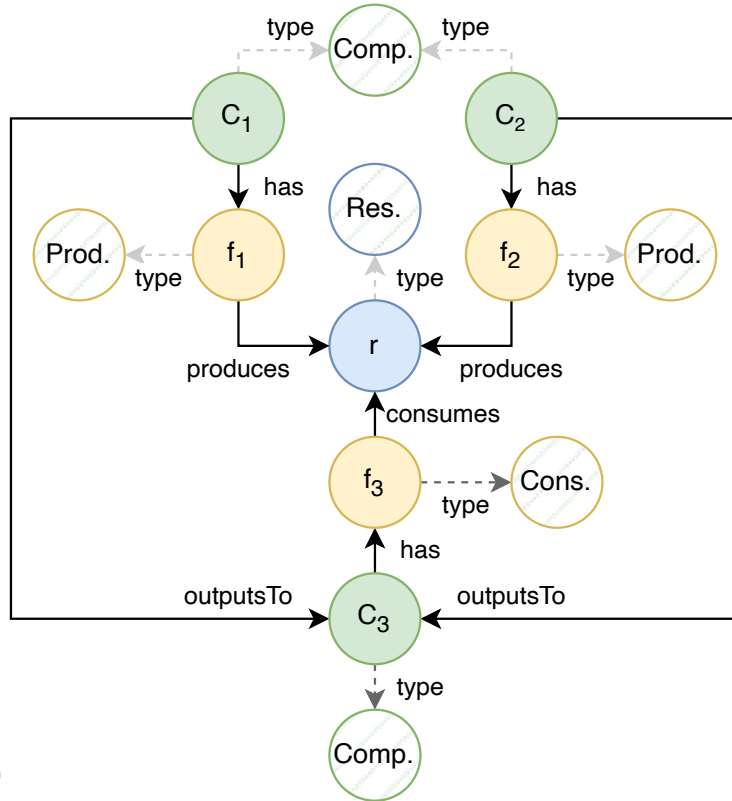 type
type
Comp.
C1
C2
has
has
Res.
Prod.
f1
f2
Prod.
type
type
type
r
produces
produces
consumes
f3
Cons.
type
has
outputsTo
outputsTo
C3
type
Comp.